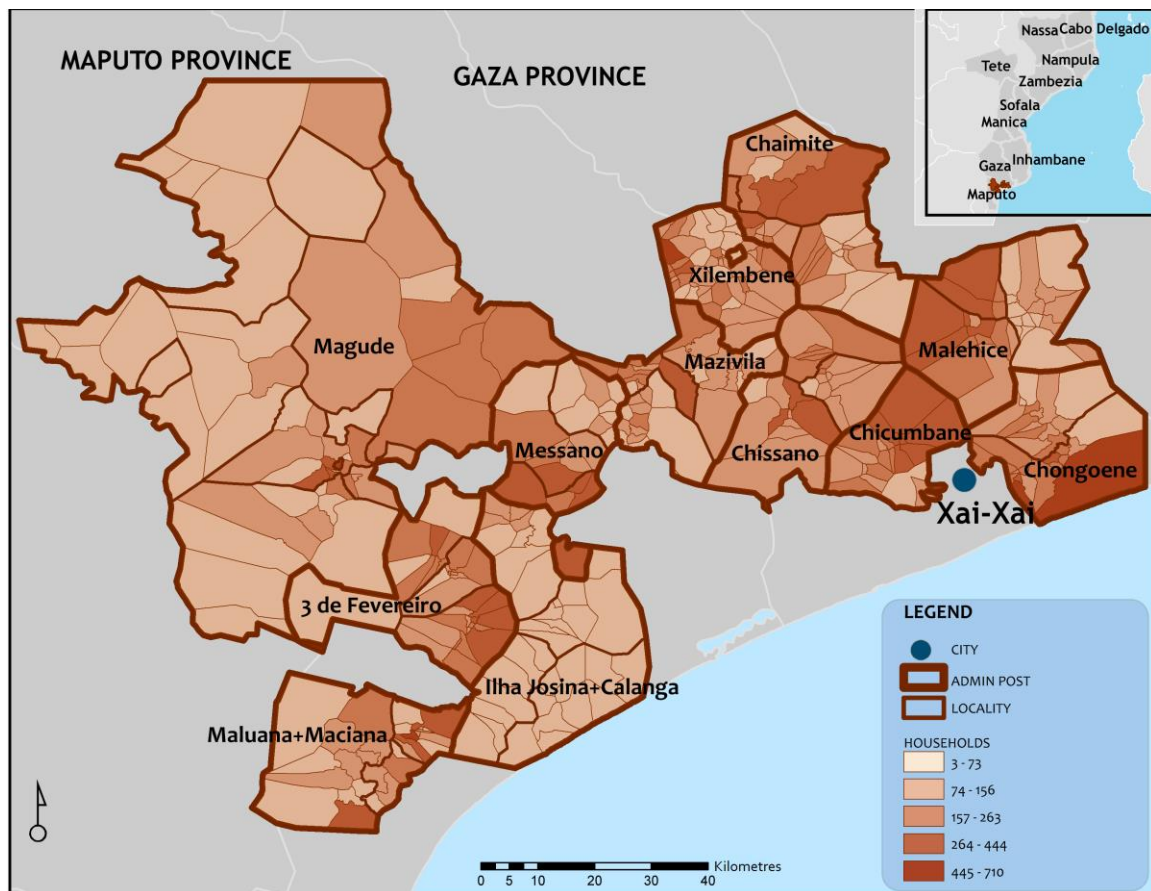 MAPUTO PROVINCE
GAZA PROVINCE
Nassa
Cabo Delgado
Tete
Nampula
Zambezia
Sofala
Manica
Gaza
Inhambane
Maputo
Chaimite
Xilembene
Magude
Mazivila
Malehice
Messano
Chissano
Chicumbane
Chongoene
Xai-Xai
3 de Fevereiro
Ilha Josina+Calanga
Maluana+Maciana
LEGEND
CITY
ADMIN POST
LOCALITY
HOUSEHOLDS
3 - 73
74 - 156
157 - 263
264 - 444
445 - 710
Kilometres
0 5 10 20 30 40